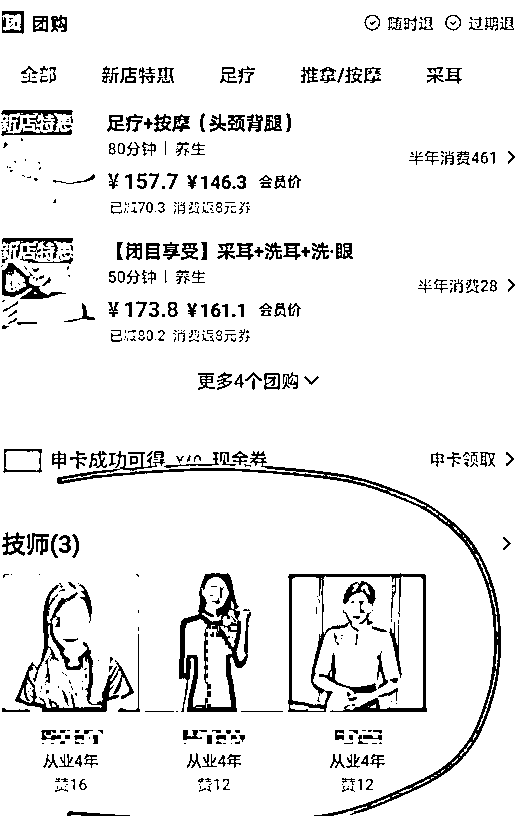 团 团购 随时退 过期退
全部 新店特惠 足疗 推拿/按摩 采耳
新店特惠
足疗+按摩（头颈背腿）
80分钟 | 养生
半年消费461
¥157.7 ¥146.3 会员价
已减70.3 消费返8元券
新店特惠
【闭目享受】采耳+洗耳+洗·眼
50分钟 | 养生
半年消费28
¥173.8 ¥161.1 会员价
已减80.2 消费返8元券
更多4个团购
申卡成功可得 现金券 申卡领取
技师(3)
从业4年 从业4年 从业4年
赞16 赞12 赞12